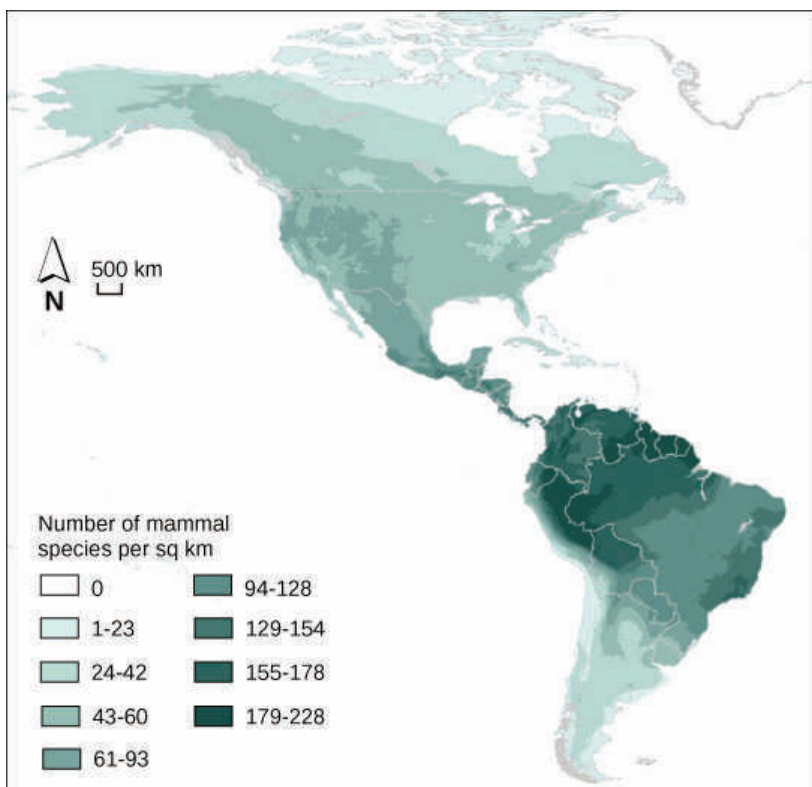 500 km
N
Number of mammal
species per sq km
0
1-23
24-42
43-60
61-93
94-128
129-154
155-178
179-228